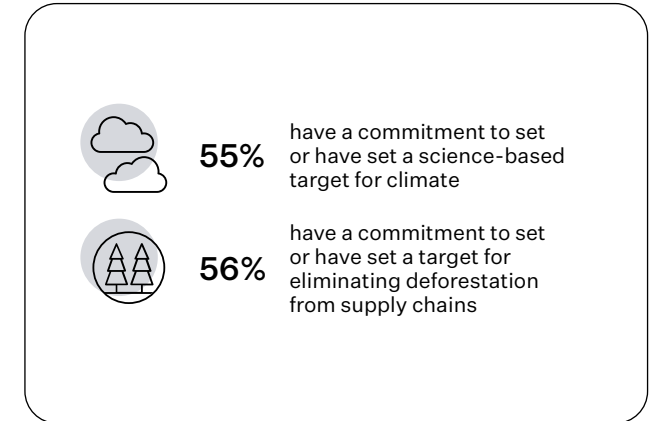 55%
have a commitment to set
or have set a science-based
target for climate
56%
have a commitment to set
or have set a target for
eliminating deforestation
from supply chains